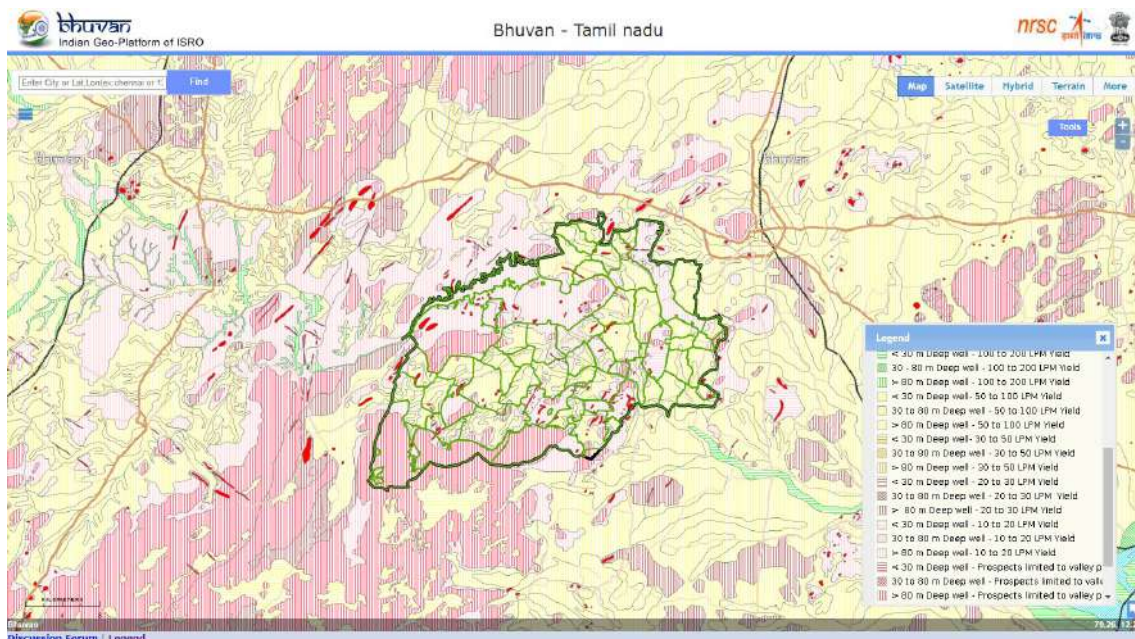 bhuvan
Indian Geo-Platform of ISRO
Bhuvan - Tamil nadu
nrsc
Find
Map Satellite Hybrid Terrain More
Tools
+
-
bhuvan
Legend
x
< 30 m Deep well - 100 to 200 LPM Yield
30 - 80 m Deep well - 100 to 200 LPM Yield
> 80 m Deep well - 100 to 200 LPM Yield
< 30 m Deep well - 50 to 100 LPM Yield
30 to 80 m Deep well - 50 to 100 LPM Yield
> 80 m Deep well - 50 to 100 LPM Yield
< 30 m Deep well - 30 to 50 LPM Yield
30 to 80 m Deep well - 30 to 50 LPM Yield
> 80 m Deep well - 30 to 50 LPM Yield
< 30 m Deep well - 20 to 30 LPM Yield
30 to 80 m Deep well - 20 to 30 LPM Yield
> 80 m Deep well - 20 to 30 LPM Yield
< 30 m Deep well - 10 to 20 LPM Yield
30 to 80 m Deep well - 10 to 20 LPM Yield
> 80 m Deep well - 10 to 20 LPM Yield
< 30 m Deep well - Prospects limited to valley p
30 to 80 m Deep well - Prospects limited to valle
> 80 m Deep well - Prospects limited to valley p
Bhuvan
Discussion Forum | Legend